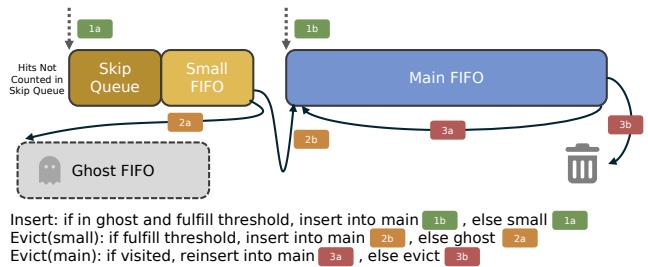 1a
1b
Hits Not
Counted in
Skip Queue
Skip
Queue
Small
FIFO
Main FIFO
2a
2b
3a
3b
Ghost FIFO
Insert: if in ghost and fulfill threshold, insert into main 1b , else small 1a
Evict(small): if fulfill threshold, insert into main 2b , else ghost 2a
Evict(main): if visited, reinsert into main 3a , else evict 3b